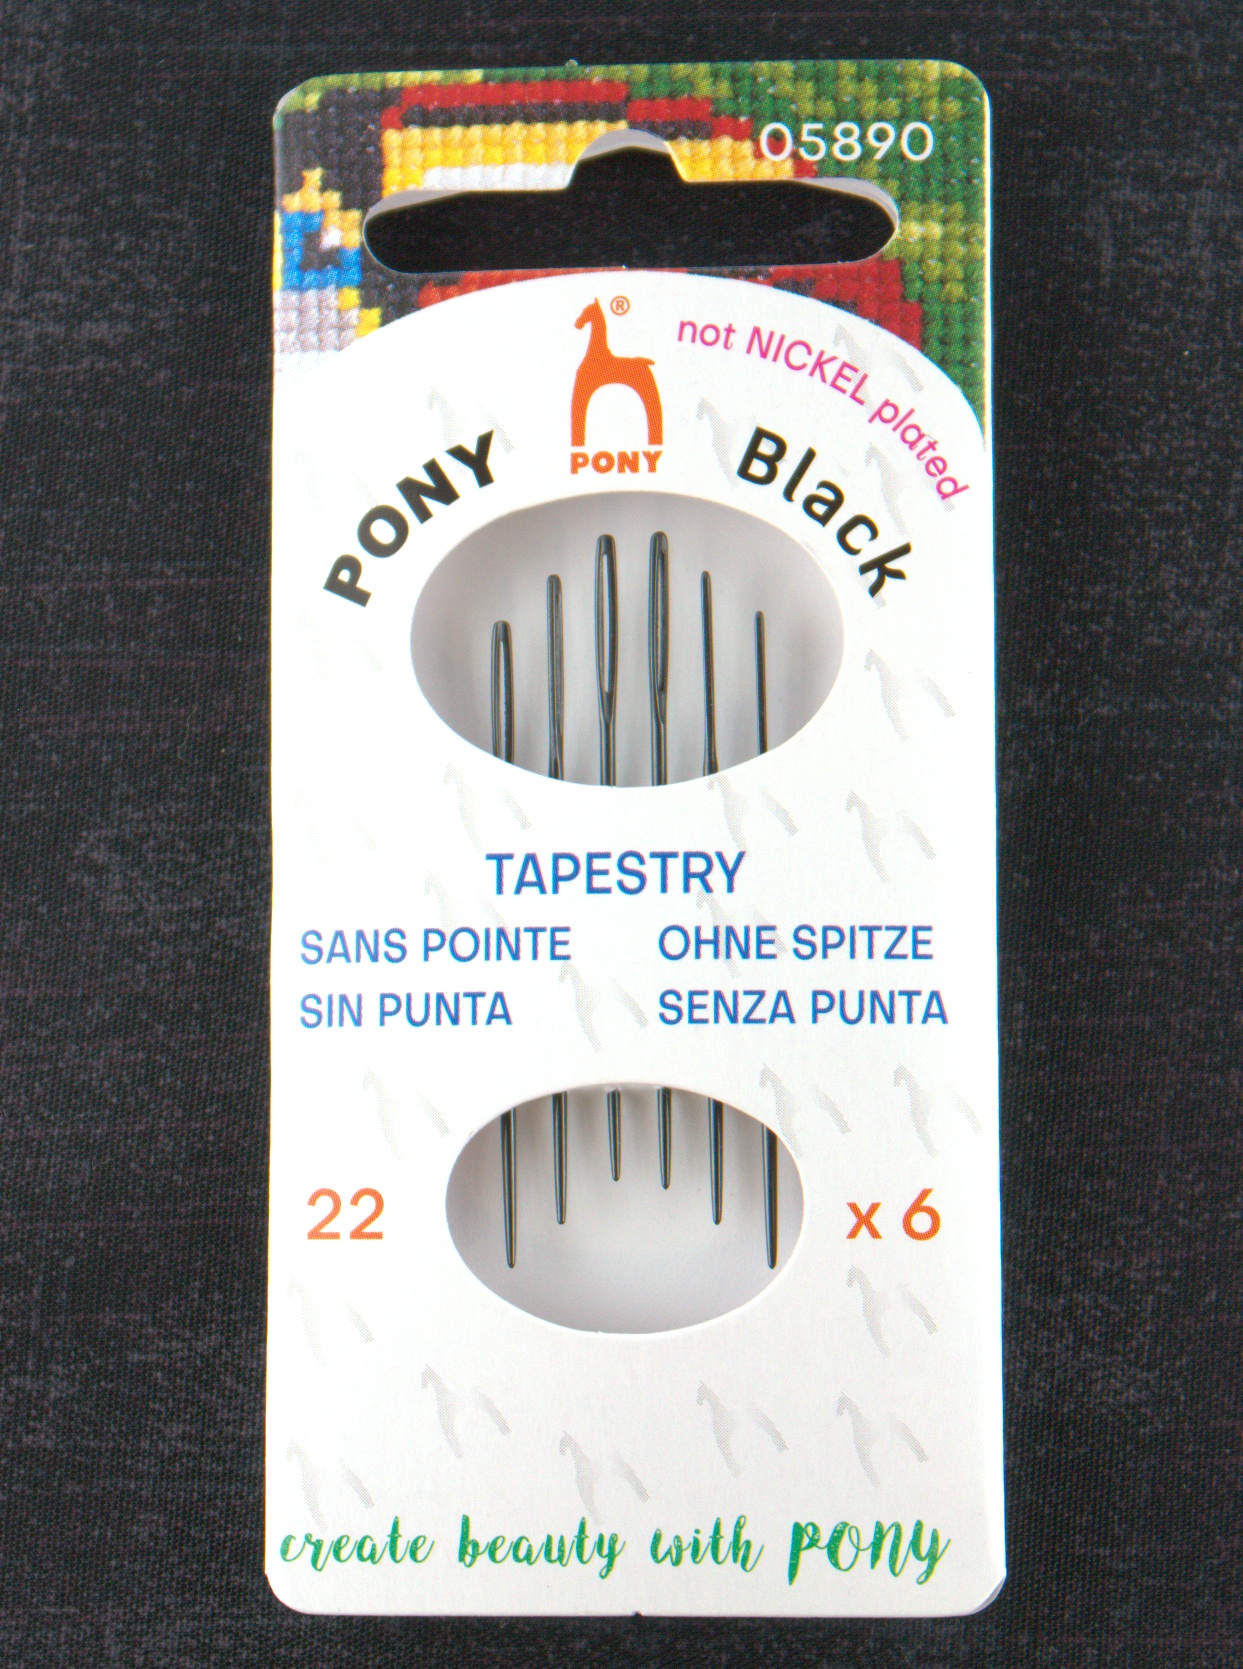 05890
®
not NICKEL plated
PONY
PONY Black
TAPESTRY
SANS POINTE OHNE SPITZE
SIN PUNTA SENZA PUNTA
22 x 6
create beauty with PONY